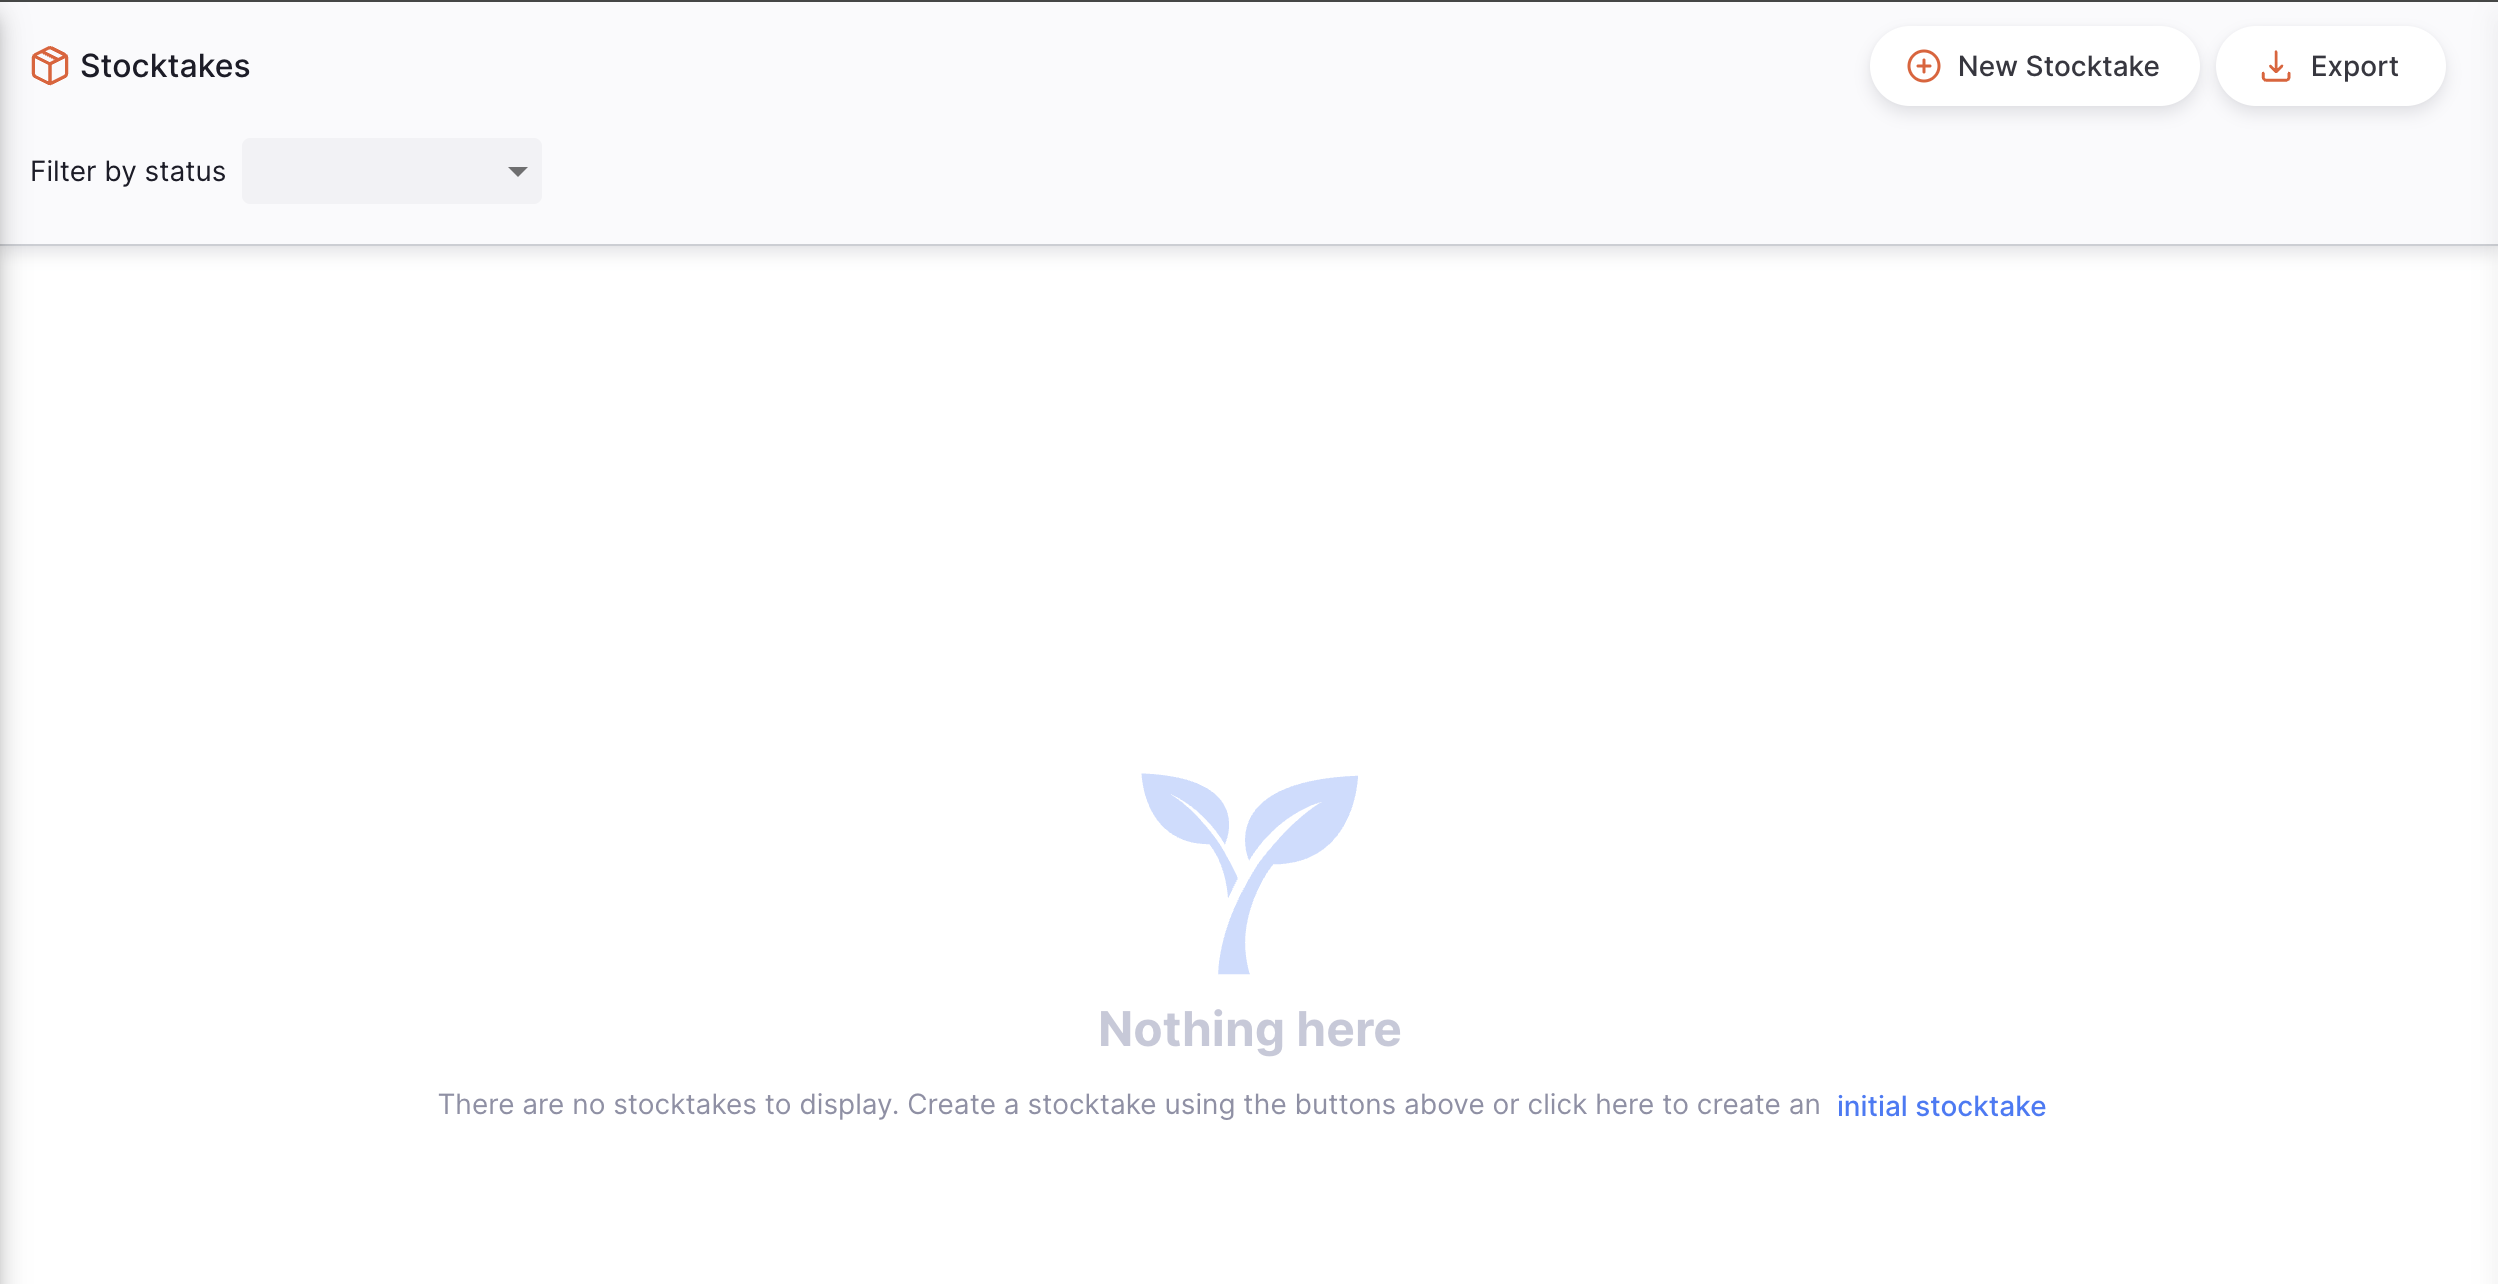 Stocktakes
New Stocktake
Export
Filter by status
Nothing here
There are no stocktakes to display. Create a stocktake using the buttons above or click here to create an initial stocktake